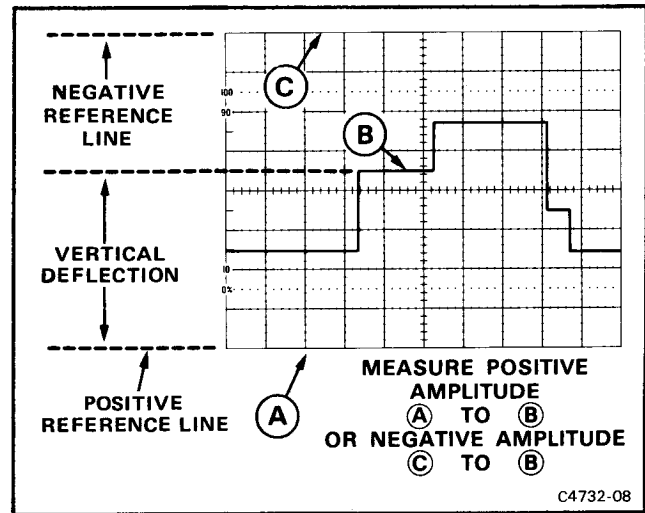 NEGATIVE
REFERENCE
LINE
C
100
90
B
VERTICAL
DEFLECTION
10
0%
POSITIVE
REFERENCE LINE
A
MEASURE POSITIVE
AMPLITUDE
A TO B
OR NEGATIVE AMPLITUDE
C TO B
C4732-08